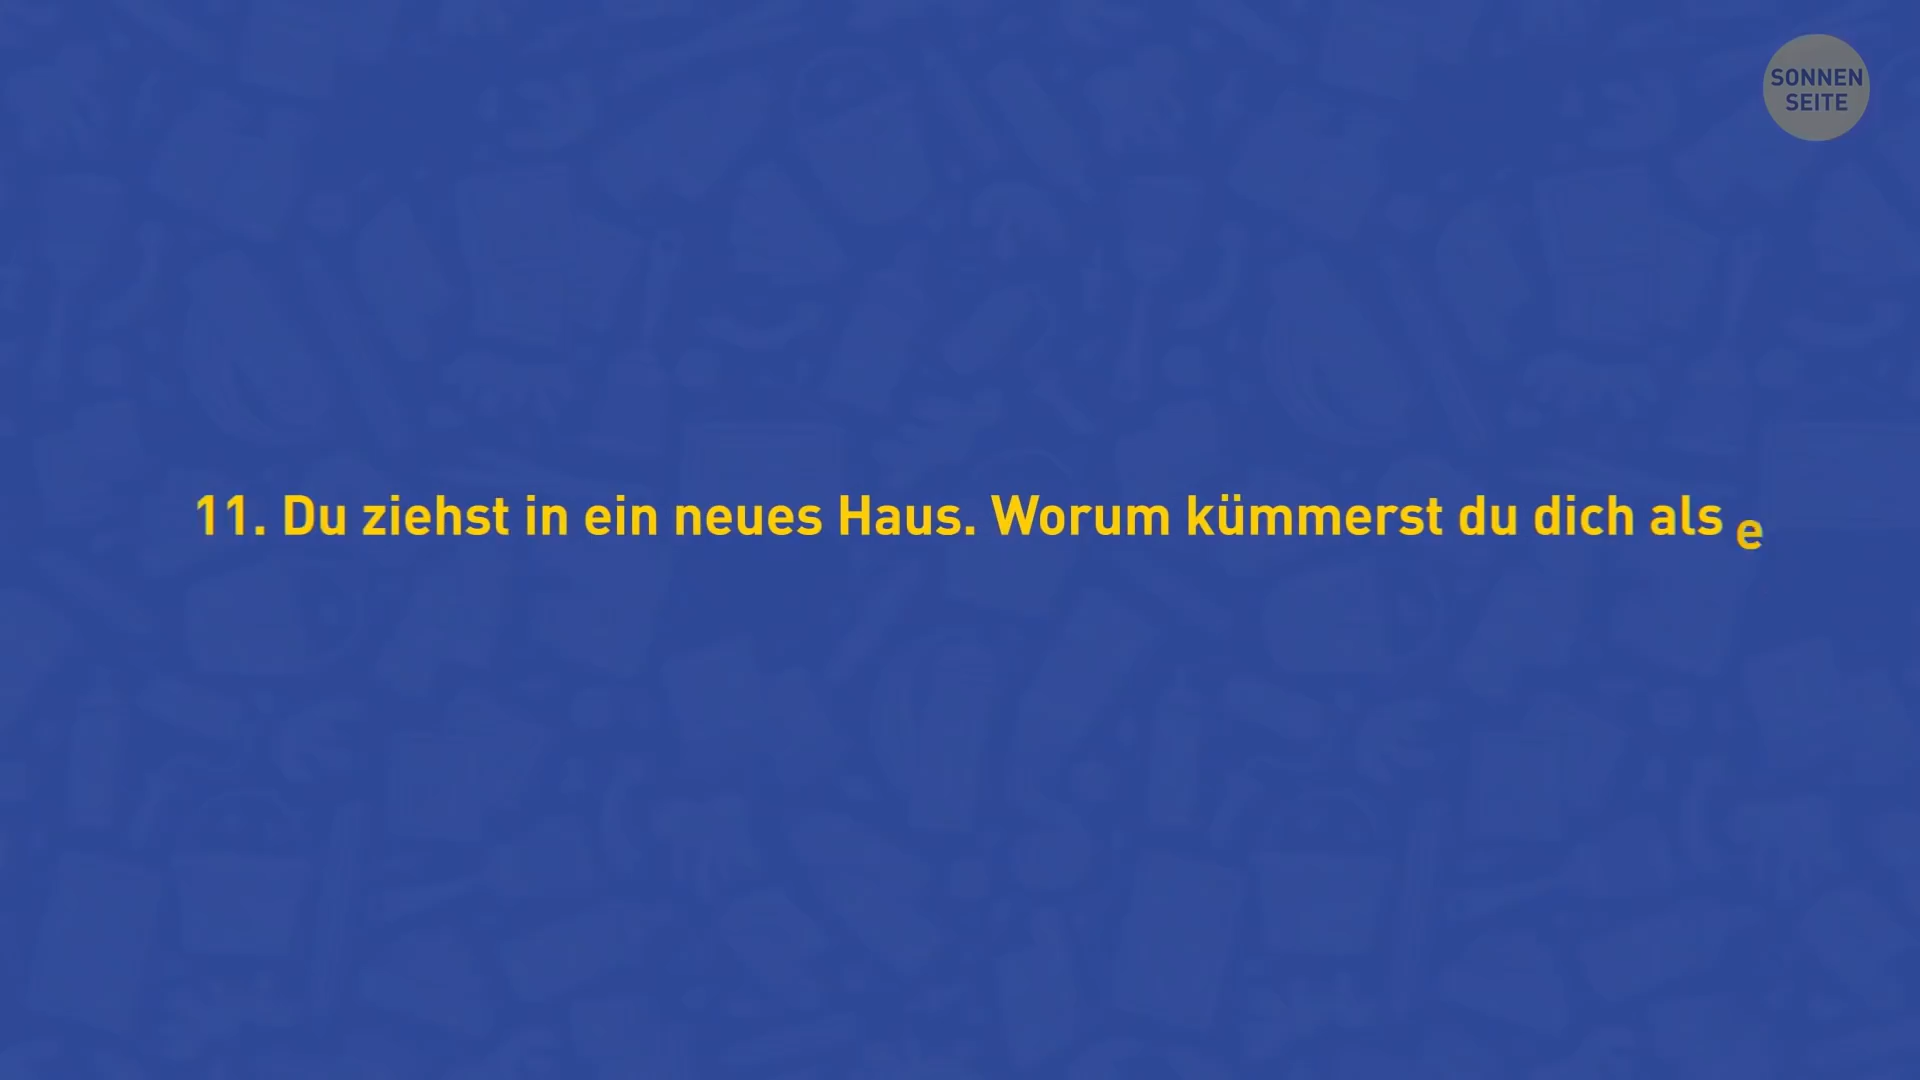 SONNEN
SEITE
11. Du ziehst in ein neues Haus. Worum kümmerst du dich als e